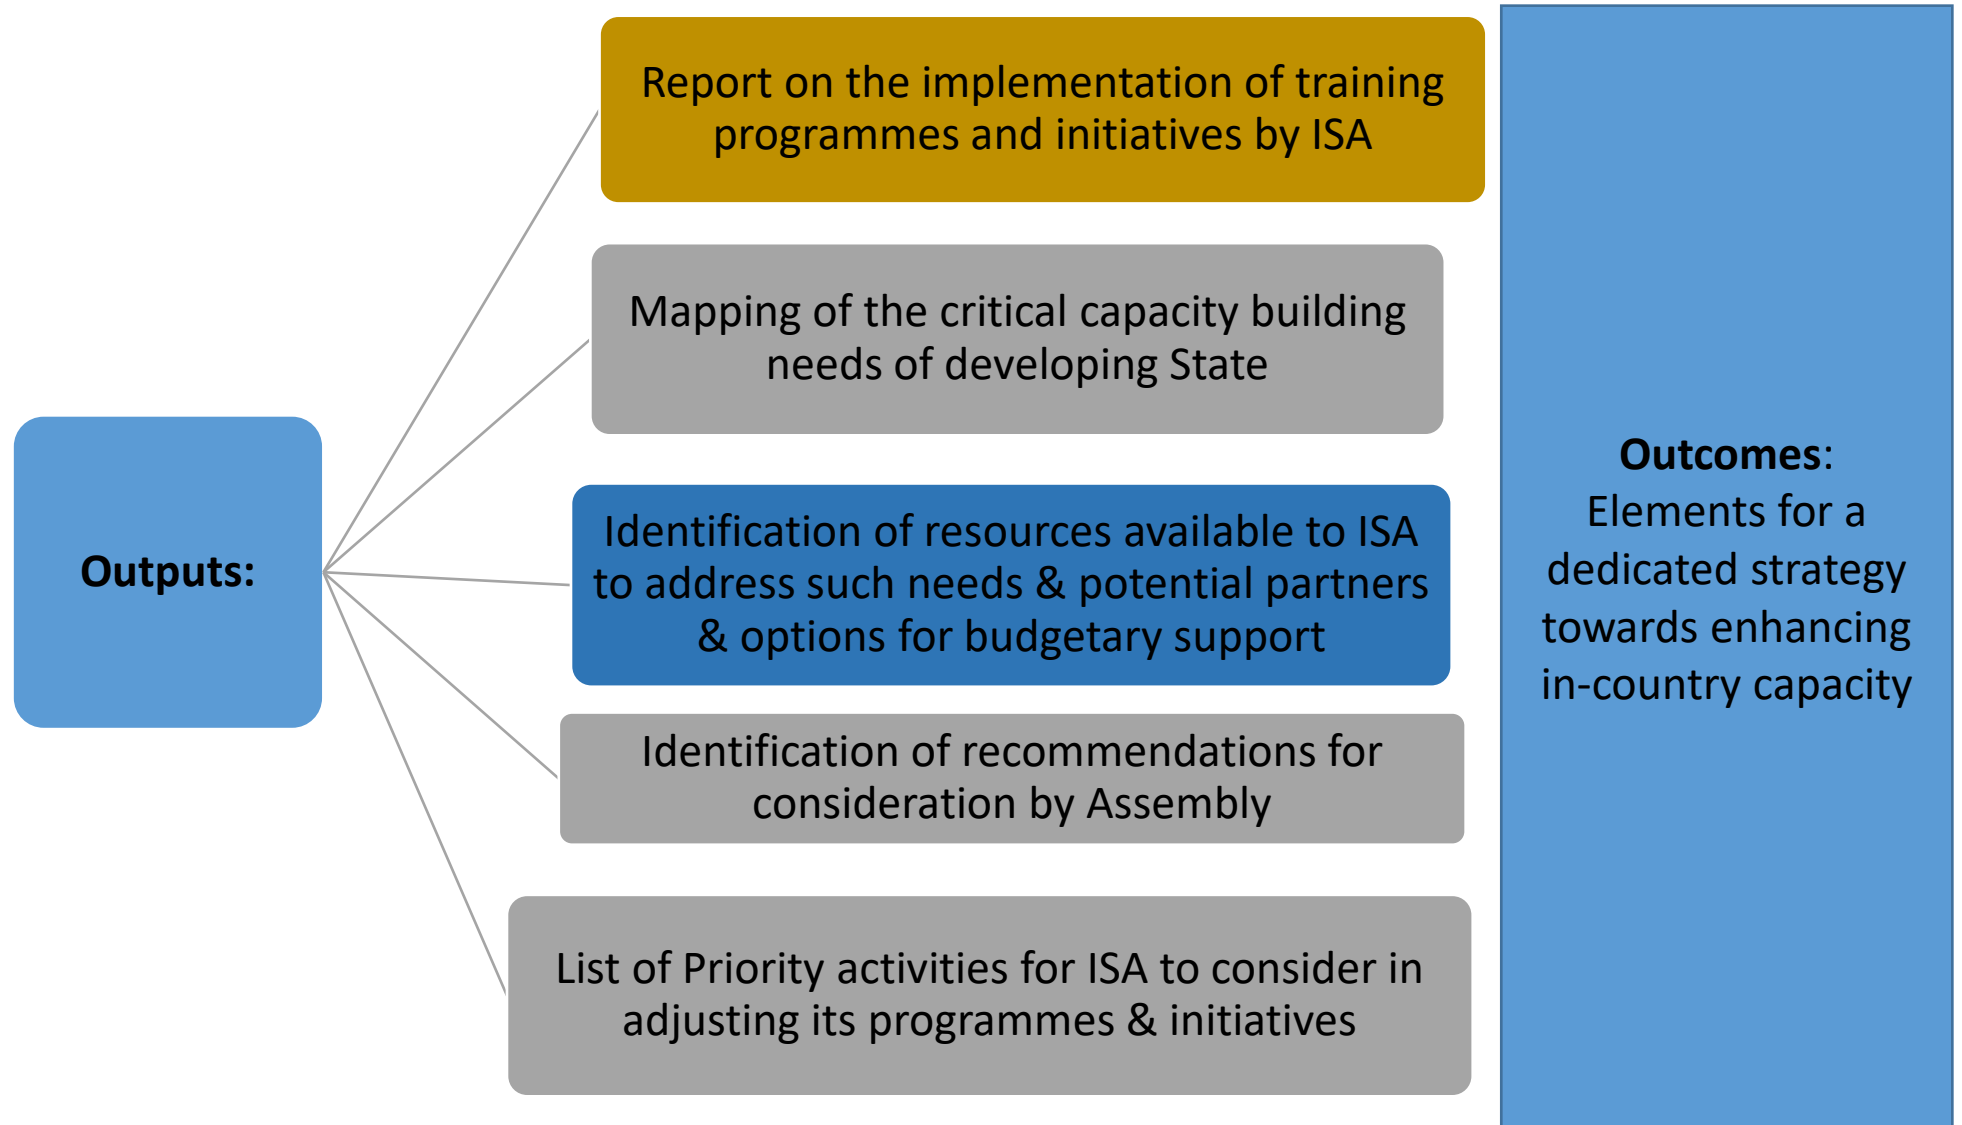 Outputs:
Report on the implementation of training
programmes and initiatives by ISA
Mapping of the critical capacity building
needs of developing State
Identification of resources available to ISA
to address such needs & potential partners
& options for budgetary support
Identification of recommendations for
consideration by Assembly
List of Priority activities for ISA to consider in
adjusting its programmes & initiatives
Outcomes:
Elements for a
dedicated strategy
towards enhancing
in-country capacity